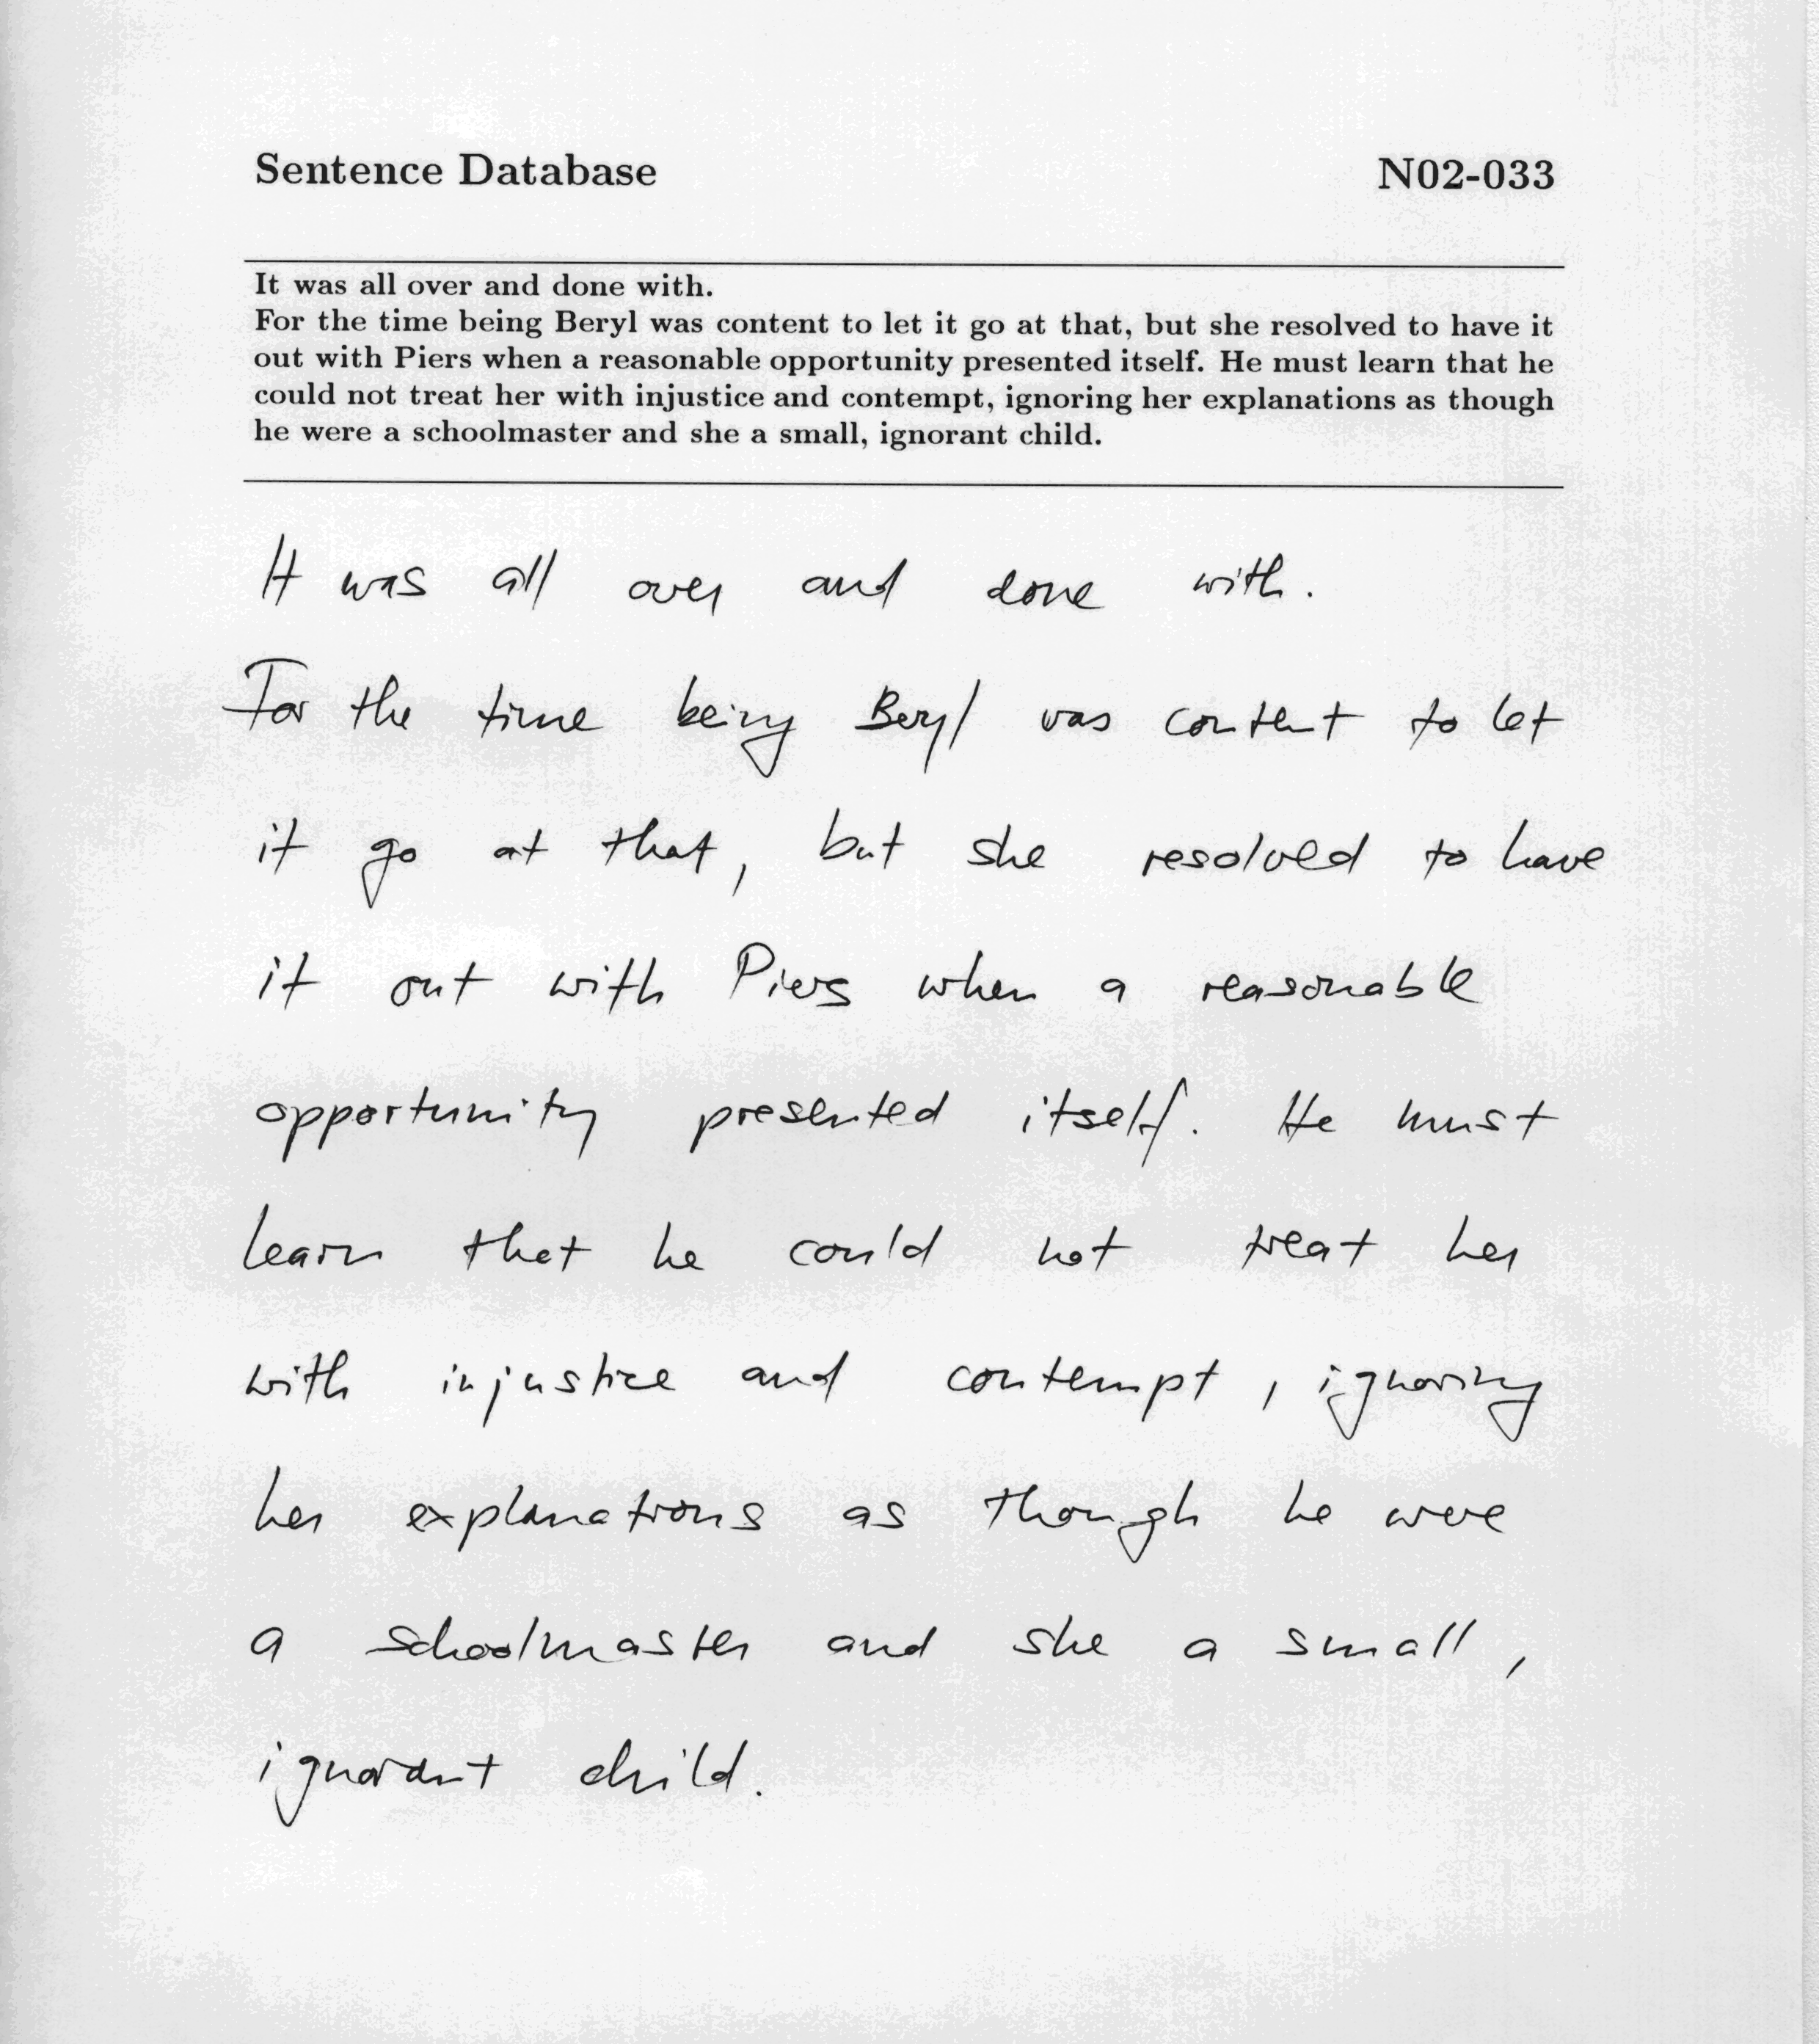 Sentence Database N02-033
It was all over and done with.
For the time being Beryl was content to let it go at that, but she resolved to have it
out with Piers when a reasonable opportunity presented itself. He must learn that he
could not treat her with injustice and contempt, ignoring her explanations as though
he were a schoolmaster and she a small, ignorant child.
It was all over and done with.
For the time being Beryl was content to let
it go at that, but she resolved to have
it out with Piers when a reasonable
opportunity presented itself. He must
learn that he could not treat her
with injustice and contempt, ignoring
her explanations as though he were
a schoolmaster and she a small,
ignorant child.